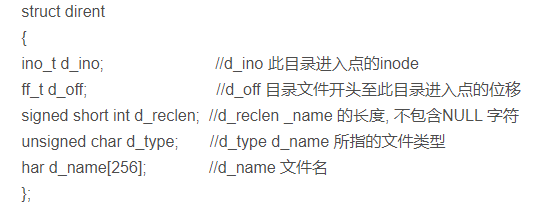 struct dirent
{
ino_t d_ino; //d_ino 此目录进入点的inode
ff_t d_off; //d_off 目录文件开头至此目录进入点的位移
signed short int d_reclen; //d_reclen _name 的长度, 不包含NULL 字符
unsigned char d_type; //d_type d_name 所指的文件类型
har d_name[256]; //d_name 文件名
};